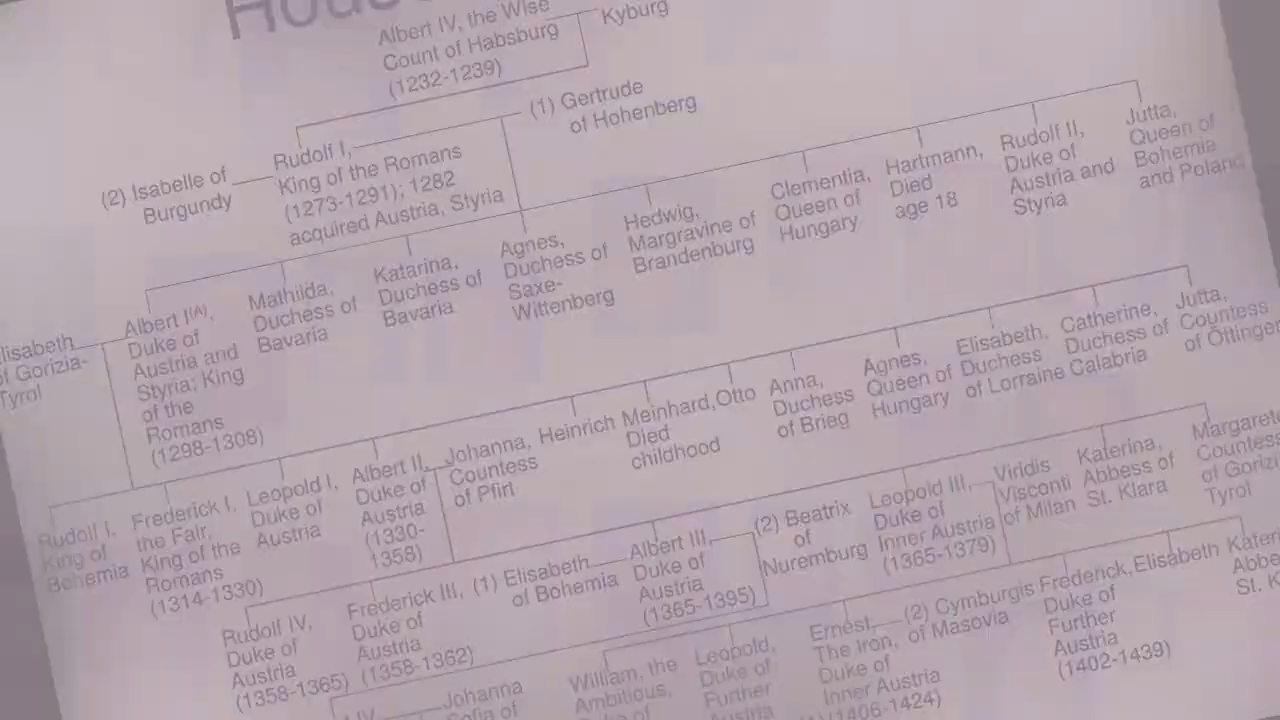 Albert IV, the Wise
Count of Habsburg
(1232-1239)
Kyburg
(1) Gertrude
of Hohenberg
(2) Isabelle of
Burgundy
Rudolf I,
King of the Romans
(1273-1291); 1282
acquired Austria, Styria
Albert I(A),
Duke of
Austria and
Styria; King
of the
Romans
(1298-1308)
Mathilda,
Duchess of
Bavaria
Katarina,
Duchess of
Bavaria
Agnes,
Duchess of
Saxe-
Wittenberg
Hedwig,
Margravine of
Brandenburg
Clementia,
Queen of
Hungary
Hartmann,
Died
age 18
Rudolf II,
Duke of
Austria and
Styria
Jutta,
Queen of
Bohemia
and Poland
lisabeth
of Gorizia-
Tyrol
Rudolf I,
King of
Bohemia
Frederick I,
the Fair,
King of the
Romans
(1314-1330)
Leopold I,
Duke of
Austria
Albert II,
Duke of
Austria
(1330-
1358)
Johanna,
Countess
of Pfirt
Heinrich
Meinhard,
Died
childhood
Otto
Anna,
Duchess
of Brieg
Agnes,
Queen of
Hungary
Elisabeth,
Duchess
of Lorraine
Catherine,
Duchess of
Calabria
Jutta,
Countess
of Öttinge
Rudolf IV,
Duke of
Austria
(1358-1365)
Frederick III,
Duke of
Austria
(1358-1362)
(1) Elisabeth
of Bohemia
Albert III,
Duke of
Austria
(1365-1395)
(2) Beatrix
of
Nuremburg
Leopold III,
Duke of
Inner Austria
(1365-1379)
Viridis
Visconti
of Milan
Katerina,
Abbess of
St. Klara
Margaret
Countess
of Gorizi
Tyrol
Johanna
Sofia of
William, the
Ambitious,
Leopold,
Duke of
Further
Austria
Ernest,
The Iron,
Duke of
Inner Austria
(1406-1424)
(2) Cymburgis
of Masovia
Frederick,
Duke of
Further
Austria
(1402-1439)
Elisabeth
Kater
Abbe
St. K